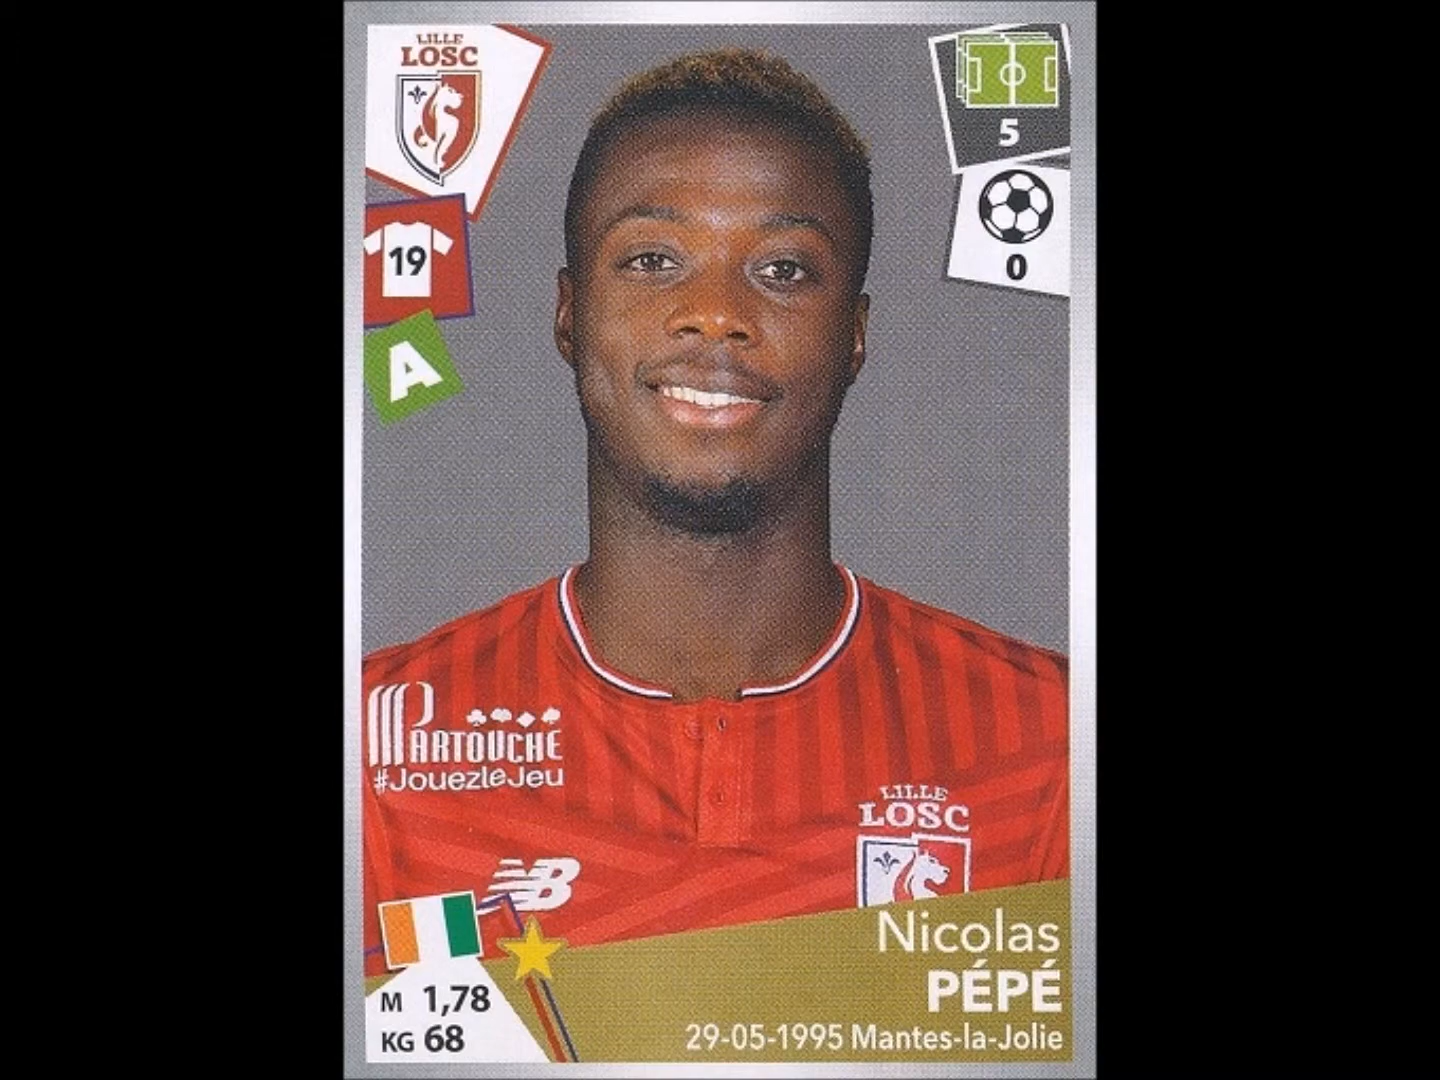 LILLE
LOSC
5
0
19
A
PARTOUCHE
#JouezleJeu
LILLE
LOSC
NB
Nicolas
PÉPÉ
M 1,78
KG 68
29-05-1995 Mantes-la-Jolie